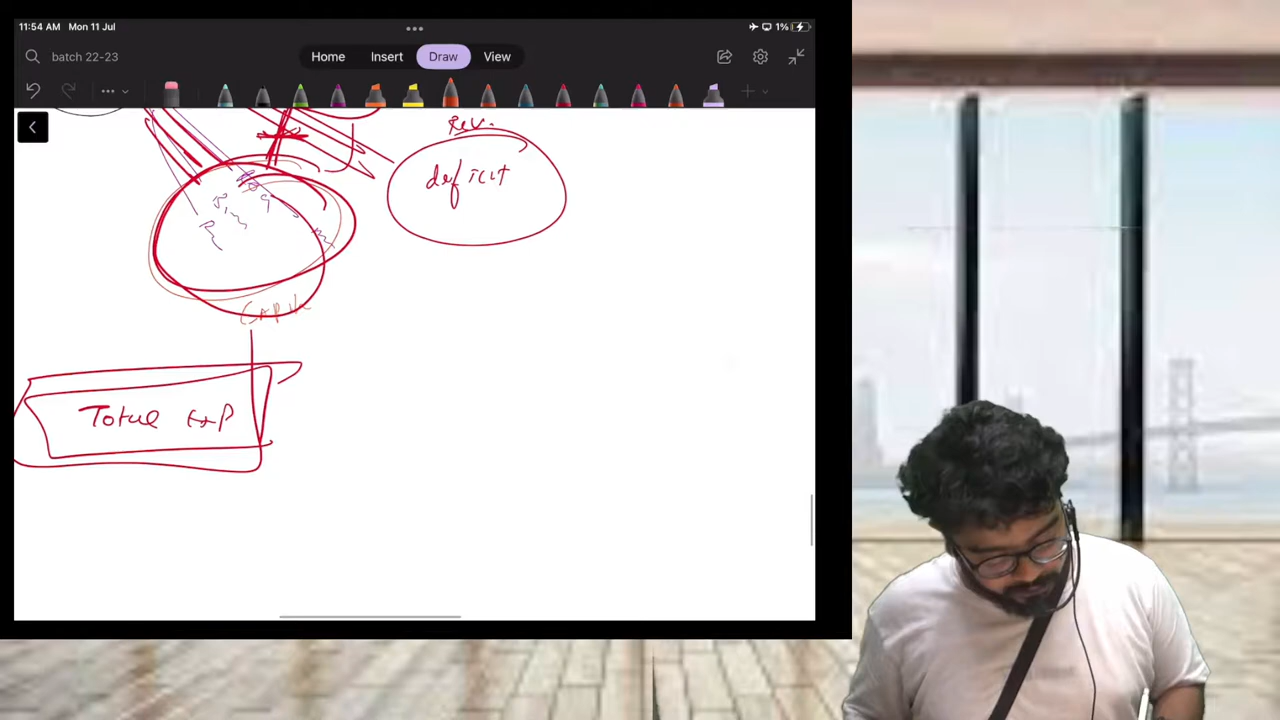 11:54 AM Mon 11 Jul
1%
batch 22-23
Home Insert Draw View
Rev.
deficit
Total Exp